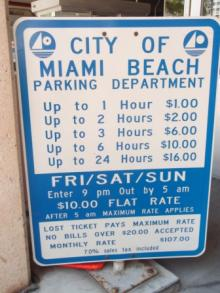 CITY OF
MIAMI BEACH
PARKING DEPARTMENT
Up to 1 Hour $1.00
Up to 2 Hours $2.00
Up to 3 Hours $6.00
Up to 6 Hours $10.00
Up to 24 Hours $16.00
FRI/SAT/SUN
Enter 9 pm Out by 5 am
$10.00 FLAT RATE
AFTER 5 am MAXIMUM RATE APPLIES
LOST TICKET PAYS MAXIMUM RATE
NO BILLS OVER $20.00 ACCEPTED
MONTHLY RATE $107.00
sales tax included